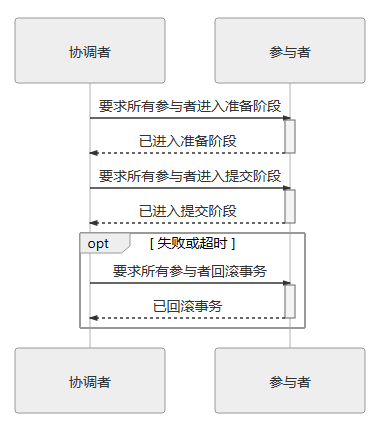 协调者 参与者
要求所有参与者进入准备阶段
已进入准备阶段
要求所有参与者进入提交阶段
已进入提交阶段
opt [ 失败或超时 ]
要求所有参与者回滚事务
已回滚事务
协调者 参与者